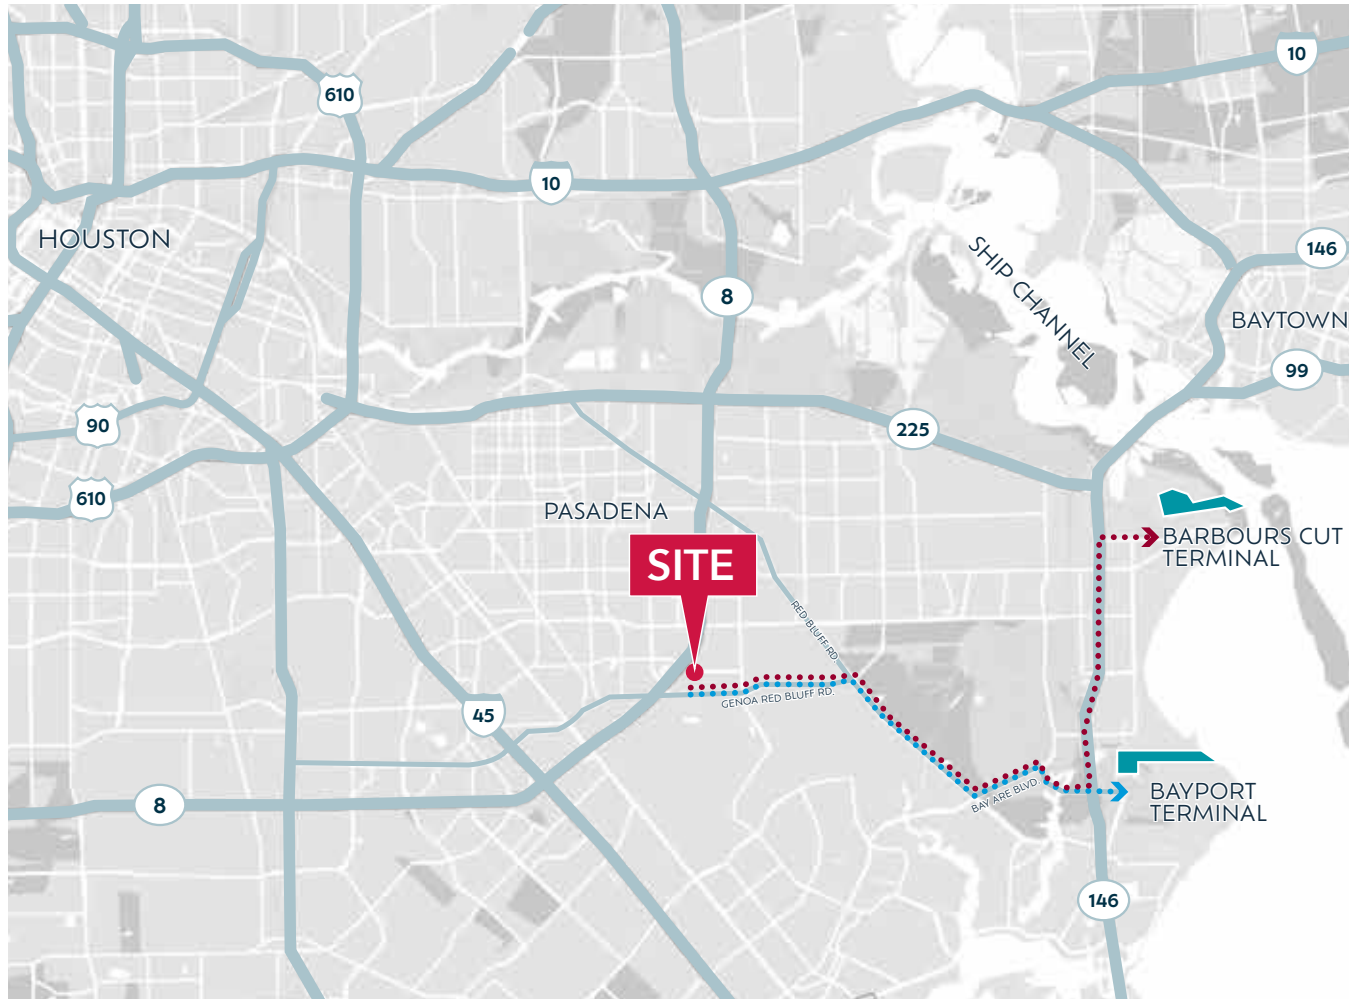 10
610
10
HOUSTON
SHIP CHANNEL
146
8
BAYTOWN
99
90
225
610
PASADENA
BARBOURS CUT
TERMINAL
SITE
RED BLUFF RD.
GENOA RED BLUFF RD.
45
BAY ARE BLVD.
BAYPORT
TERMINAL
8
146